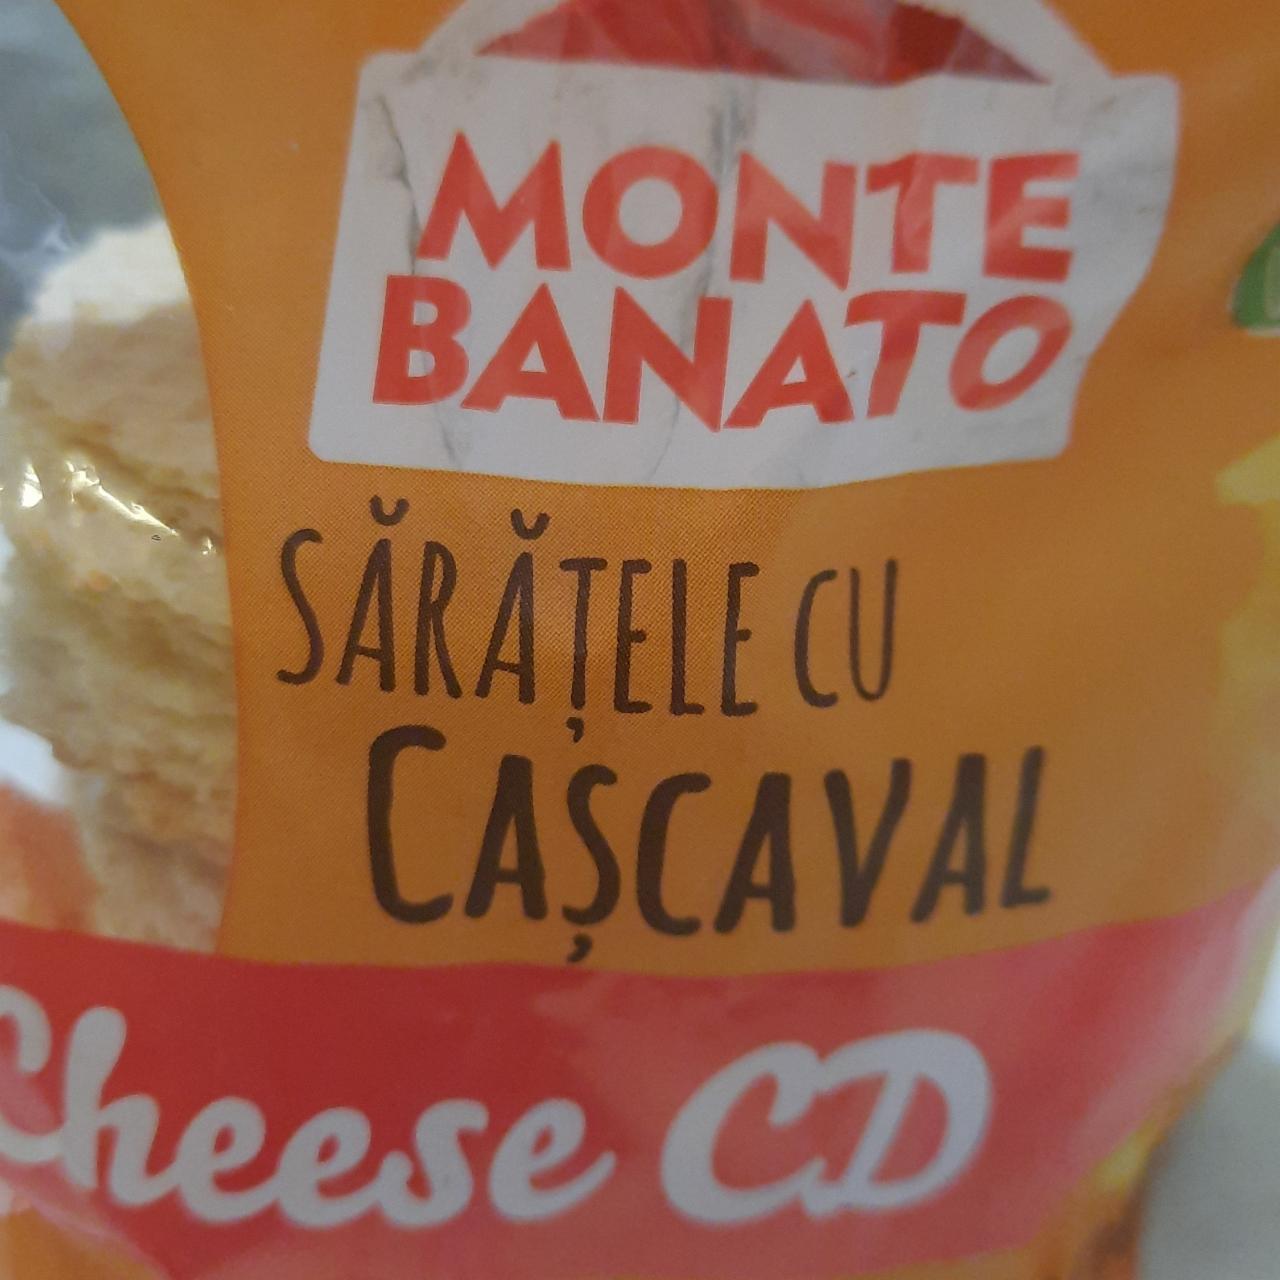 MONTE
BANATO
SĂRĂȚELE CU
CAȘCAVAL
Cheese CD